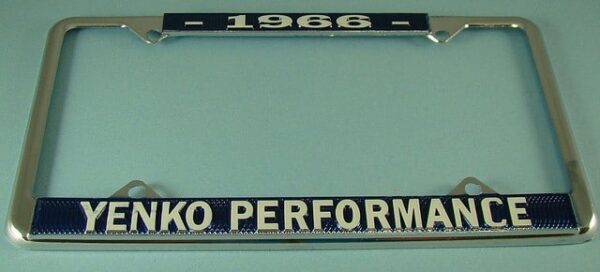 - 1966 -
YENKO PERFORMANCE